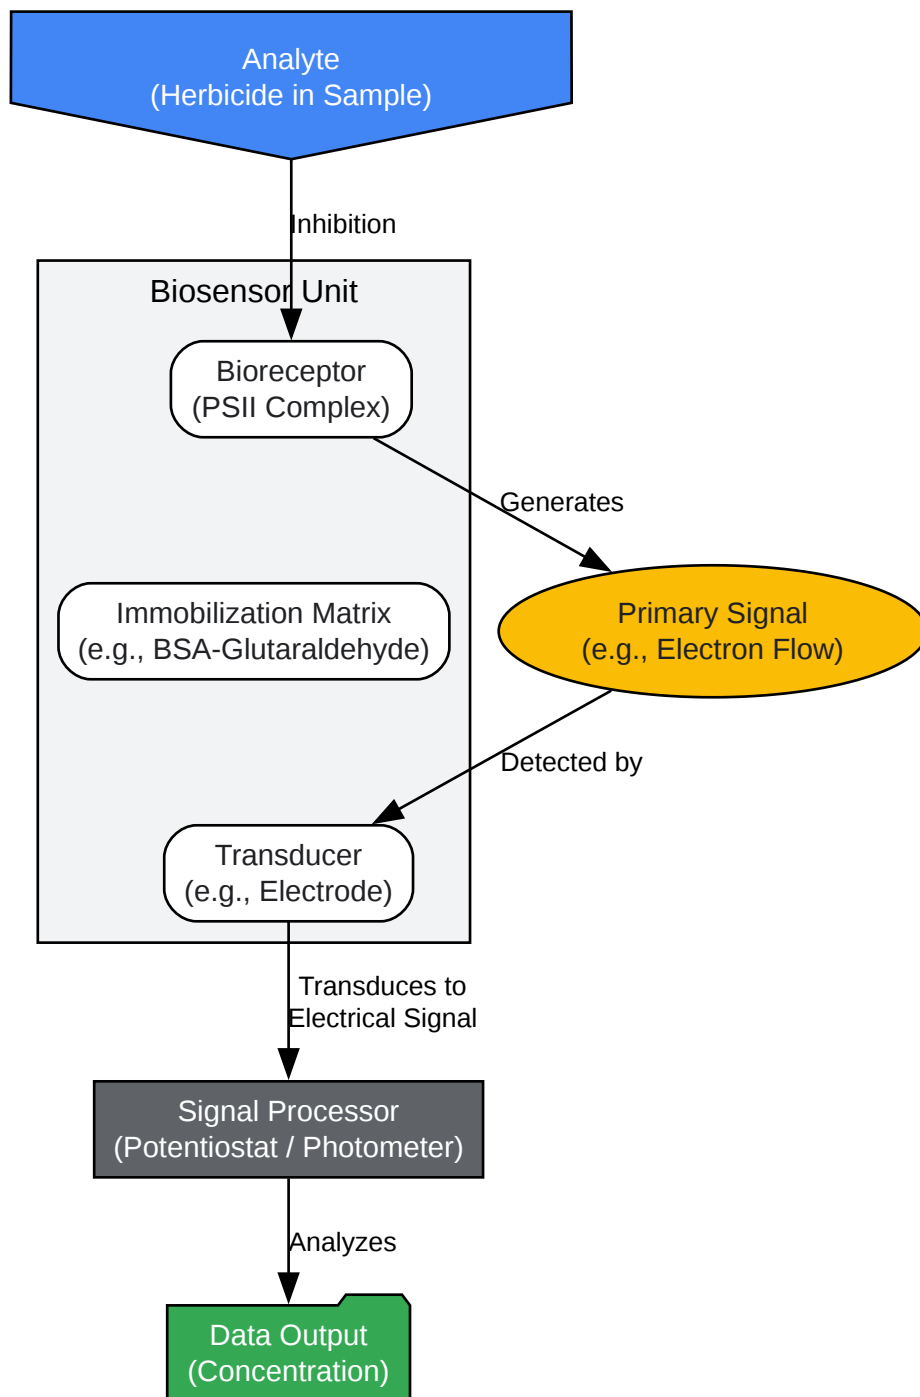 Analyte
(Herbicide in Sample)
Inhibition
Biosensor Unit
Bioreceptor
(PSII Complex)
Generates
Immobilization Matrix
(e.g., BSA-Glutaraldehyde)
Primary Signal
(e.g., Electron Flow)
Detected by
Transducer
(e.g., Electrode)
Transduces to
Electrical Signal
Signal Processor
(Potentiostat / Photometer)
Analyzes
Data Output
(Concentration)